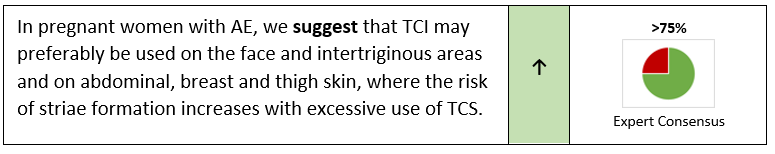 In pregnant women with AE, we suggest that TCI may
preferably be used on the face and intertriginous areas
and on abdominal, breast and thigh skin, where the risk
of striae formation increases with excessive use of TCS.
↑
>75%
Expert Consensus